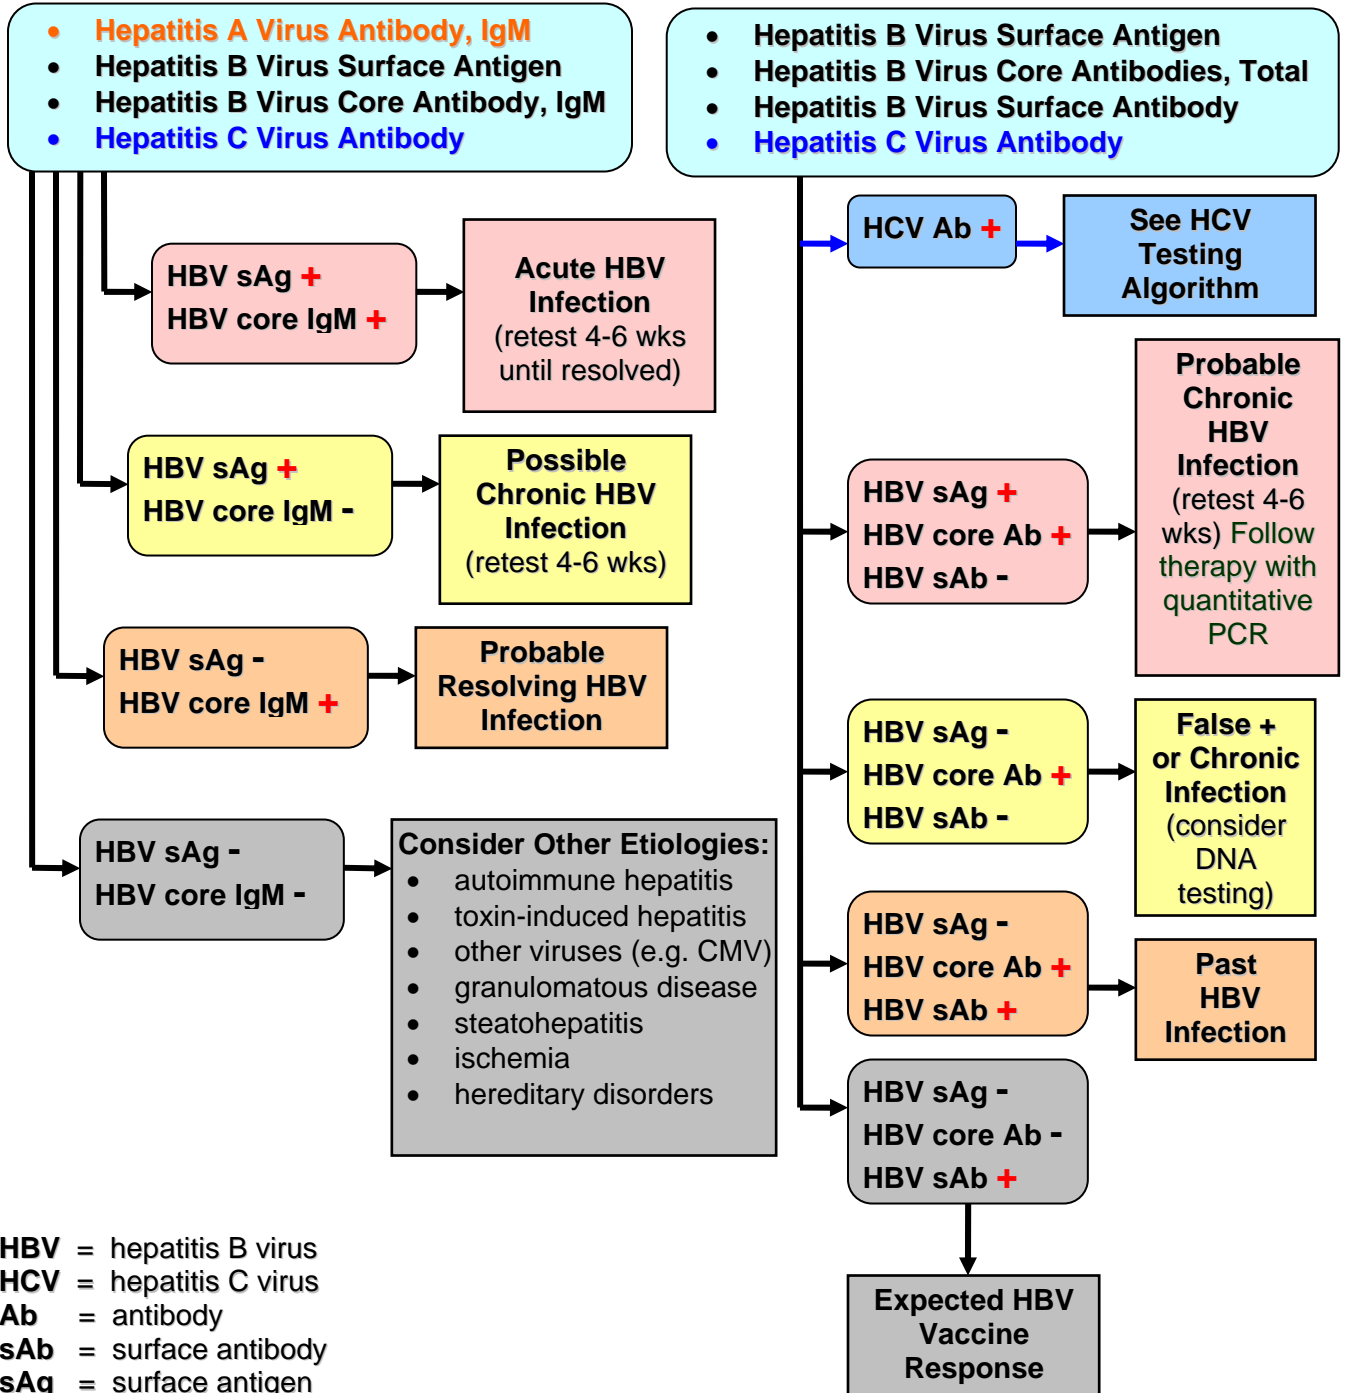 • Hepatitis A Virus Antibody, IgM
• Hepatitis B Virus Surface Antigen
• Hepatitis B Virus Core Antibody, IgM
• Hepatitis C Virus Antibody
HBV sAg +
HBV core IgM +
Acute HBV
Infection
(retest 4-6 wks
until resolved)
HBV sAg +
HBV core IgM -
Possible
Chronic HBV
Infection
(retest 4-6 wks)
HBV sAg -
HBV core IgM +
Probable
Resolving HBV
Infection
HBV sAg -
HBV core IgM -
Consider Other Etiologies:
• autoimmune hepatitis
• toxin-induced hepatitis
• other viruses (e.g. CMV)
• granulomatous disease
• steatohepatitis
• ischemia
• hereditary disorders
• Hepatitis B Virus Surface Antigen
• Hepatitis B Virus Core Antibodies, Total
• Hepatitis B Virus Surface Antibody
• Hepatitis C Virus Antibody
HCV Ab +
See HCV
Testing
Algorithm
HBV sAg +
HBV core Ab +
HBV sAb -
Probable
Chronic
HBV
Infection
(retest 4-6
wks) Follow
therapy with
quantitative
PCR
HBV sAg -
HBV core Ab +
HBV sAb -
False +
or Chronic
Infection
(consider
DNA
testing)
HBV sAg -
HBV core Ab +
HBV sAb +
Past
HBV
Infection
HBV sAg -
HBV core Ab -
HBV sAb +
Expected HBV
Vaccine
Response
HBV = hepatitis B virus
HCV = hepatitis C virus
Ab = antibody
sAb = surface antibody
sAg = surface antigen